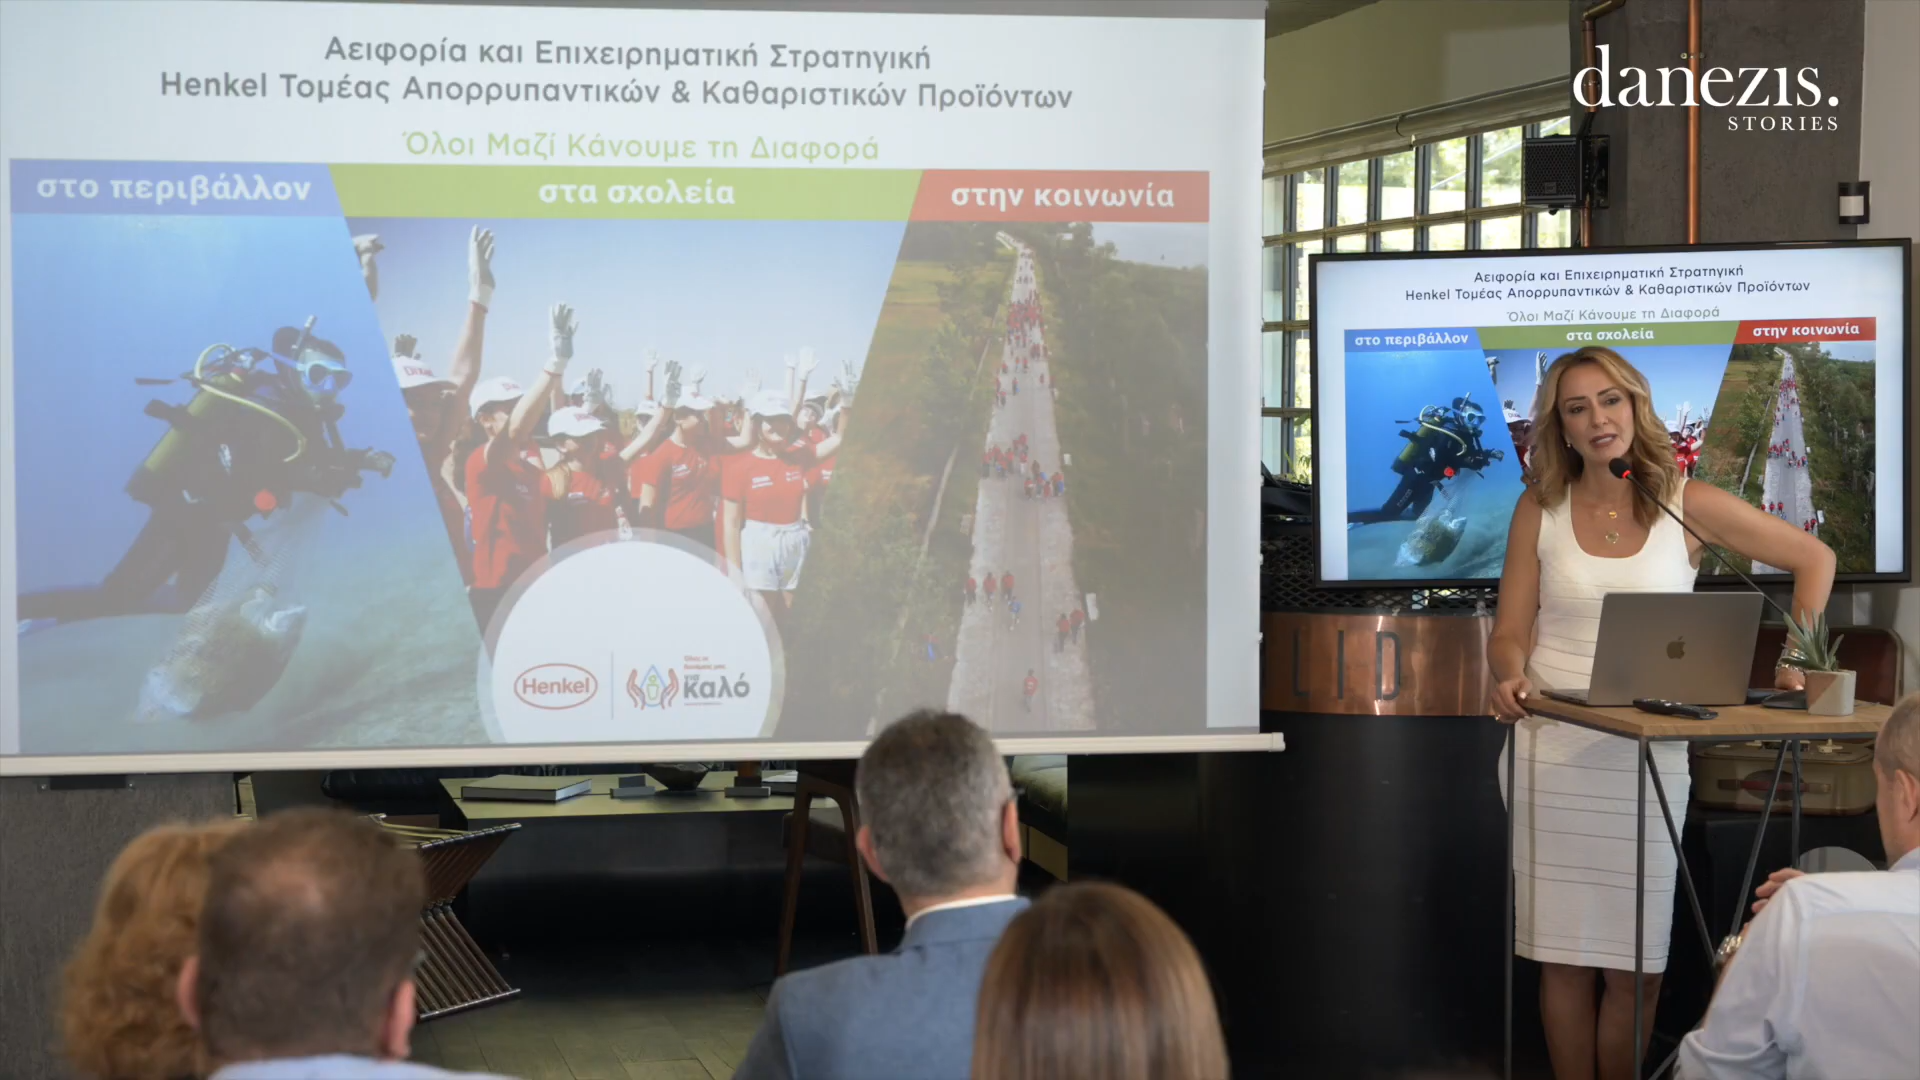 Αειφορία και Επιχειρηματική Στρατηγική
Henkel Τομέας Απορρυπαντικών & Καθαριστικών Προϊόντων
Όλοι Μαζί Κάνουμε τη Διαφορά
στο περιβάλλον
στα σχολεία
στην κοινωνία
Henkel
για
καλό
danezis.
STORIES
Αειφορία και Επιχειρηματική Στρατηγική
Henkel Τομέας Απορρυπαντικών & Καθαριστικών Προϊόντων
Όλοι Μαζί Κάνουμε τη Διαφορά
στο περιβάλλον
στα σχολεία
στην κοινωνία
LID